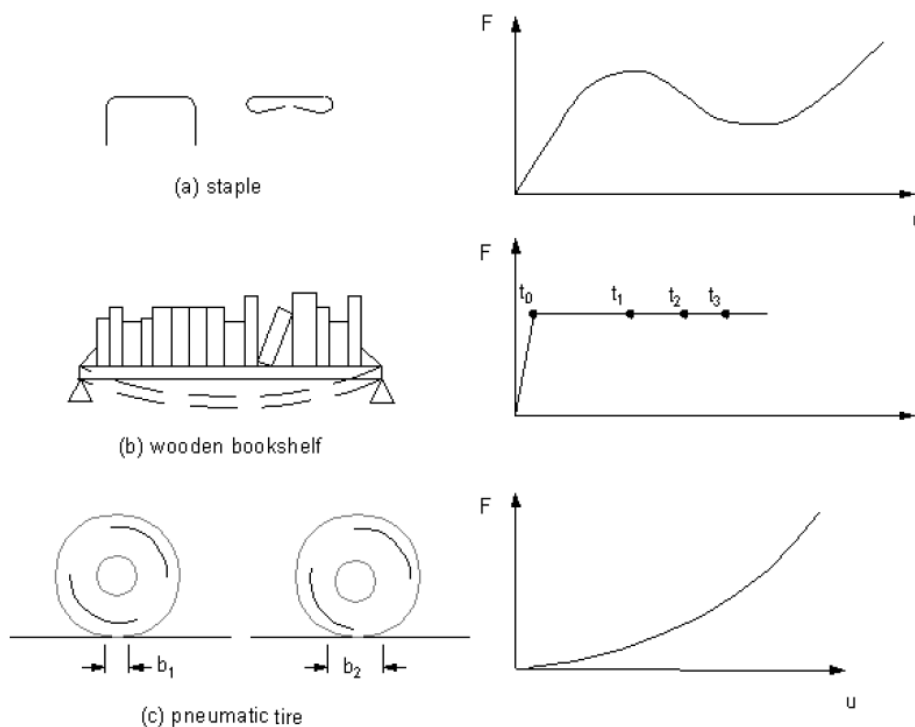 F
(a) staple
F
t0
t1
t2
t3
(b) wooden bookshelf
F
b1
b2
u
(c) pneumatic tire